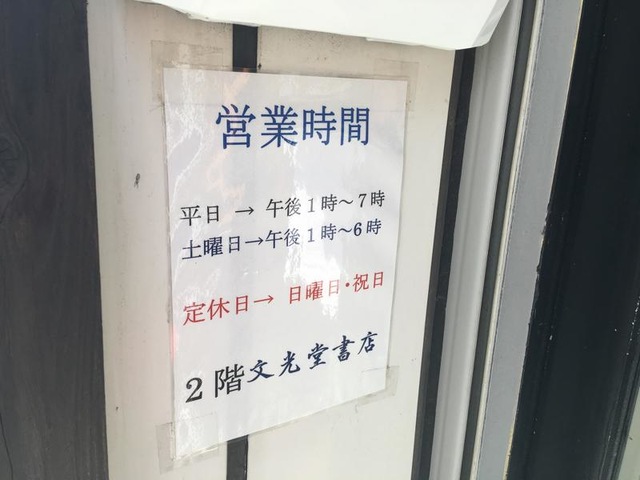 営業時間
平日 → 午後1時～7時
土曜日→午後1時～6時
定休日→ 日曜日・祝日
2階文光堂書店